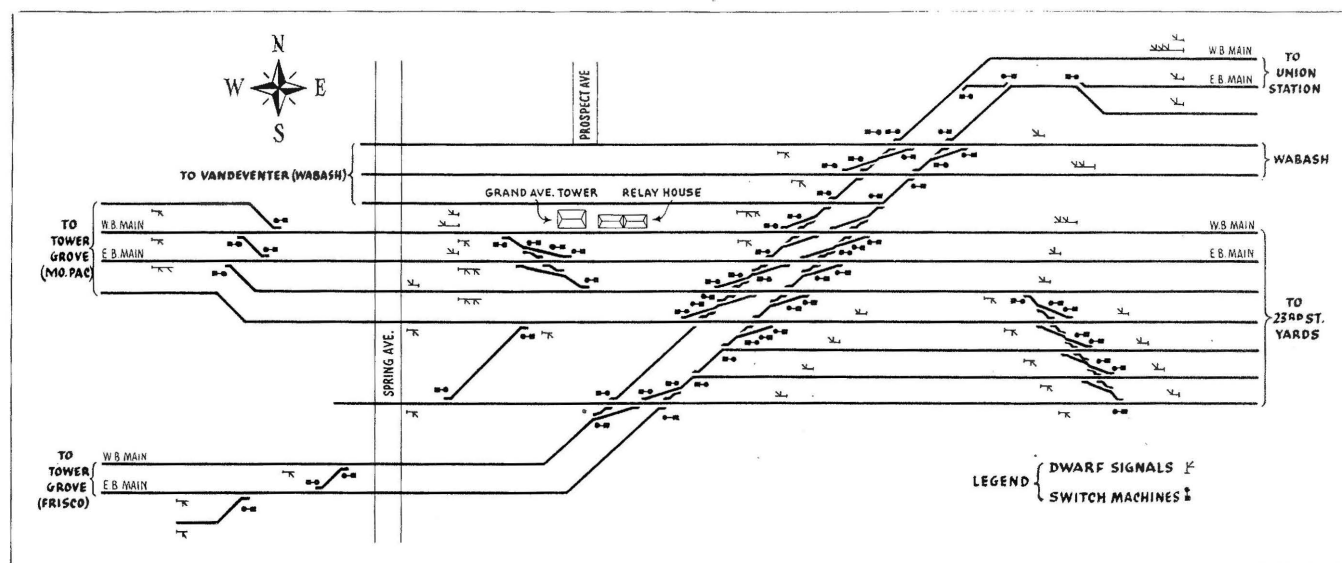 N
W E
S
PROSPECT AVE
W.B. MAIN
E.B. MAIN
TO
UNION
STATION
TO VANDEVENTER (WABASH)
WABASH
GRAND AVE. TOWER
RELAY HOUSE
TO
TOWER
GROVE
(MO. PAC)
W.B. MAIN
E.B. MAIN
W.B. MAIN
E.B. MAIN
TO
23RD ST.
YARDS
SPRING AVE.
TO
TOWER
GROVE
(FRISCO)
W.B. MAIN
E.B. MAIN
LEGEND
DWARF SIGNALS
SWITCH MACHINES